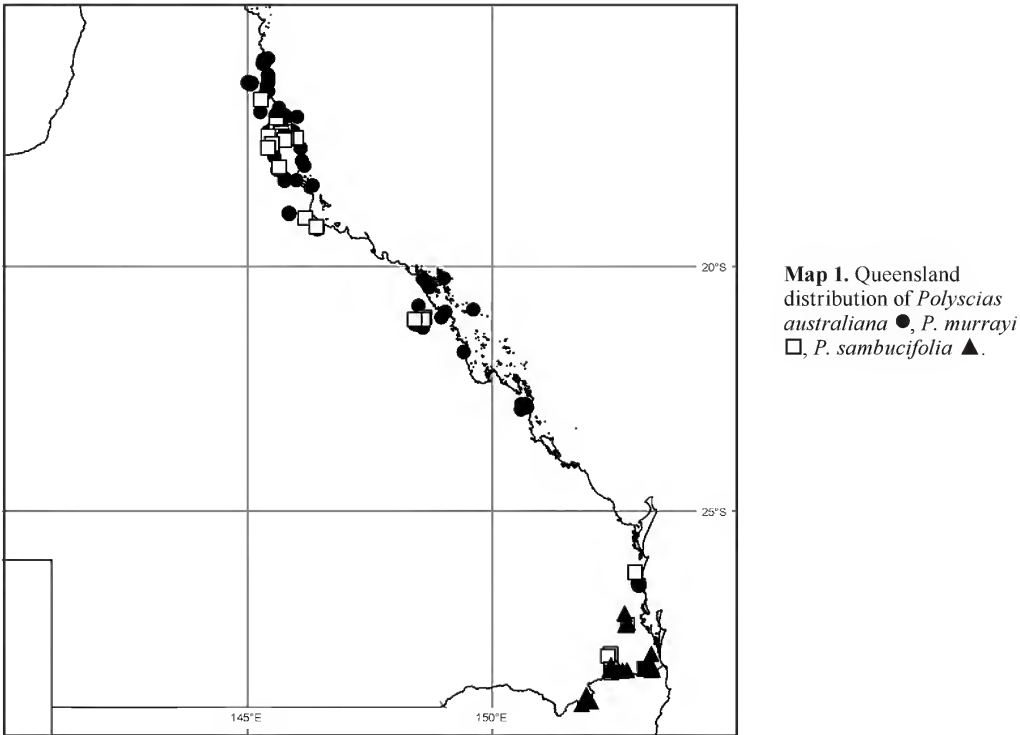 20°S
25°S
145°E
150°E
Map 1. Queensland
distribution of Polyscias
australiana ●, P. murrayi
□, P. sambucifolia ▲.